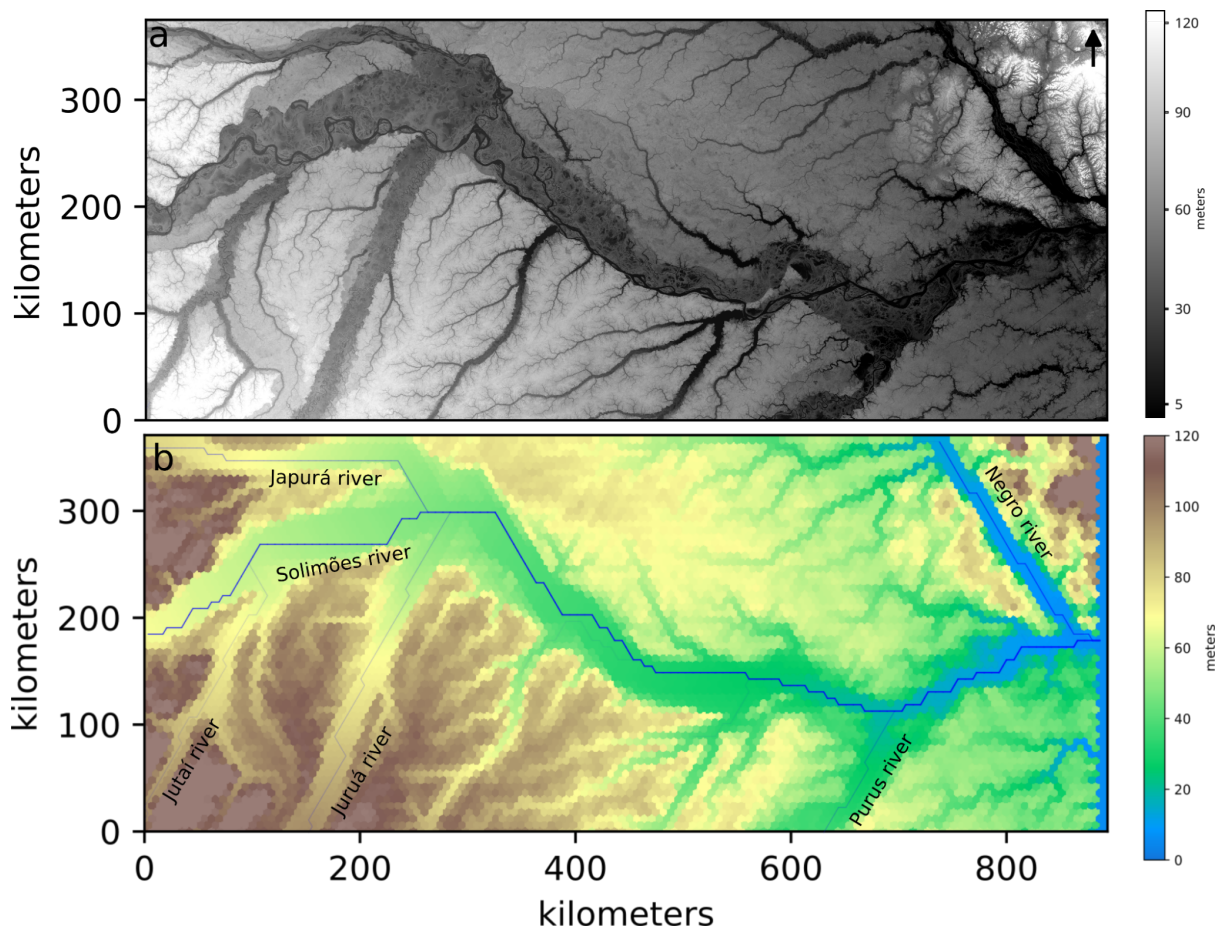 a
kilometers
300
200
100
0
120
90
60
30
5
meters
b
Japurá river
Solimões river
Negro river
Jutaí river
Juruá river
Purus river
kilometers
300
200
100
0
0
200
400
600
800
kilometers
120
100
80
60
40
20
0
meters